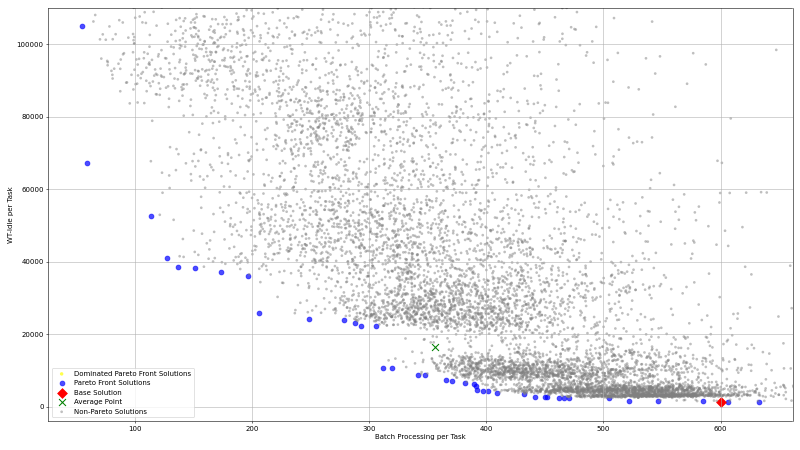 100000
80000
60000
40000
20000
0
WT-Idle per Task
Dominated Pareto Front Solutions
Pareto Front Solutions
Base Solution
Average Point
Non-Pareto Solutions
100 200 300 400 500 600
Batch Processing per Task